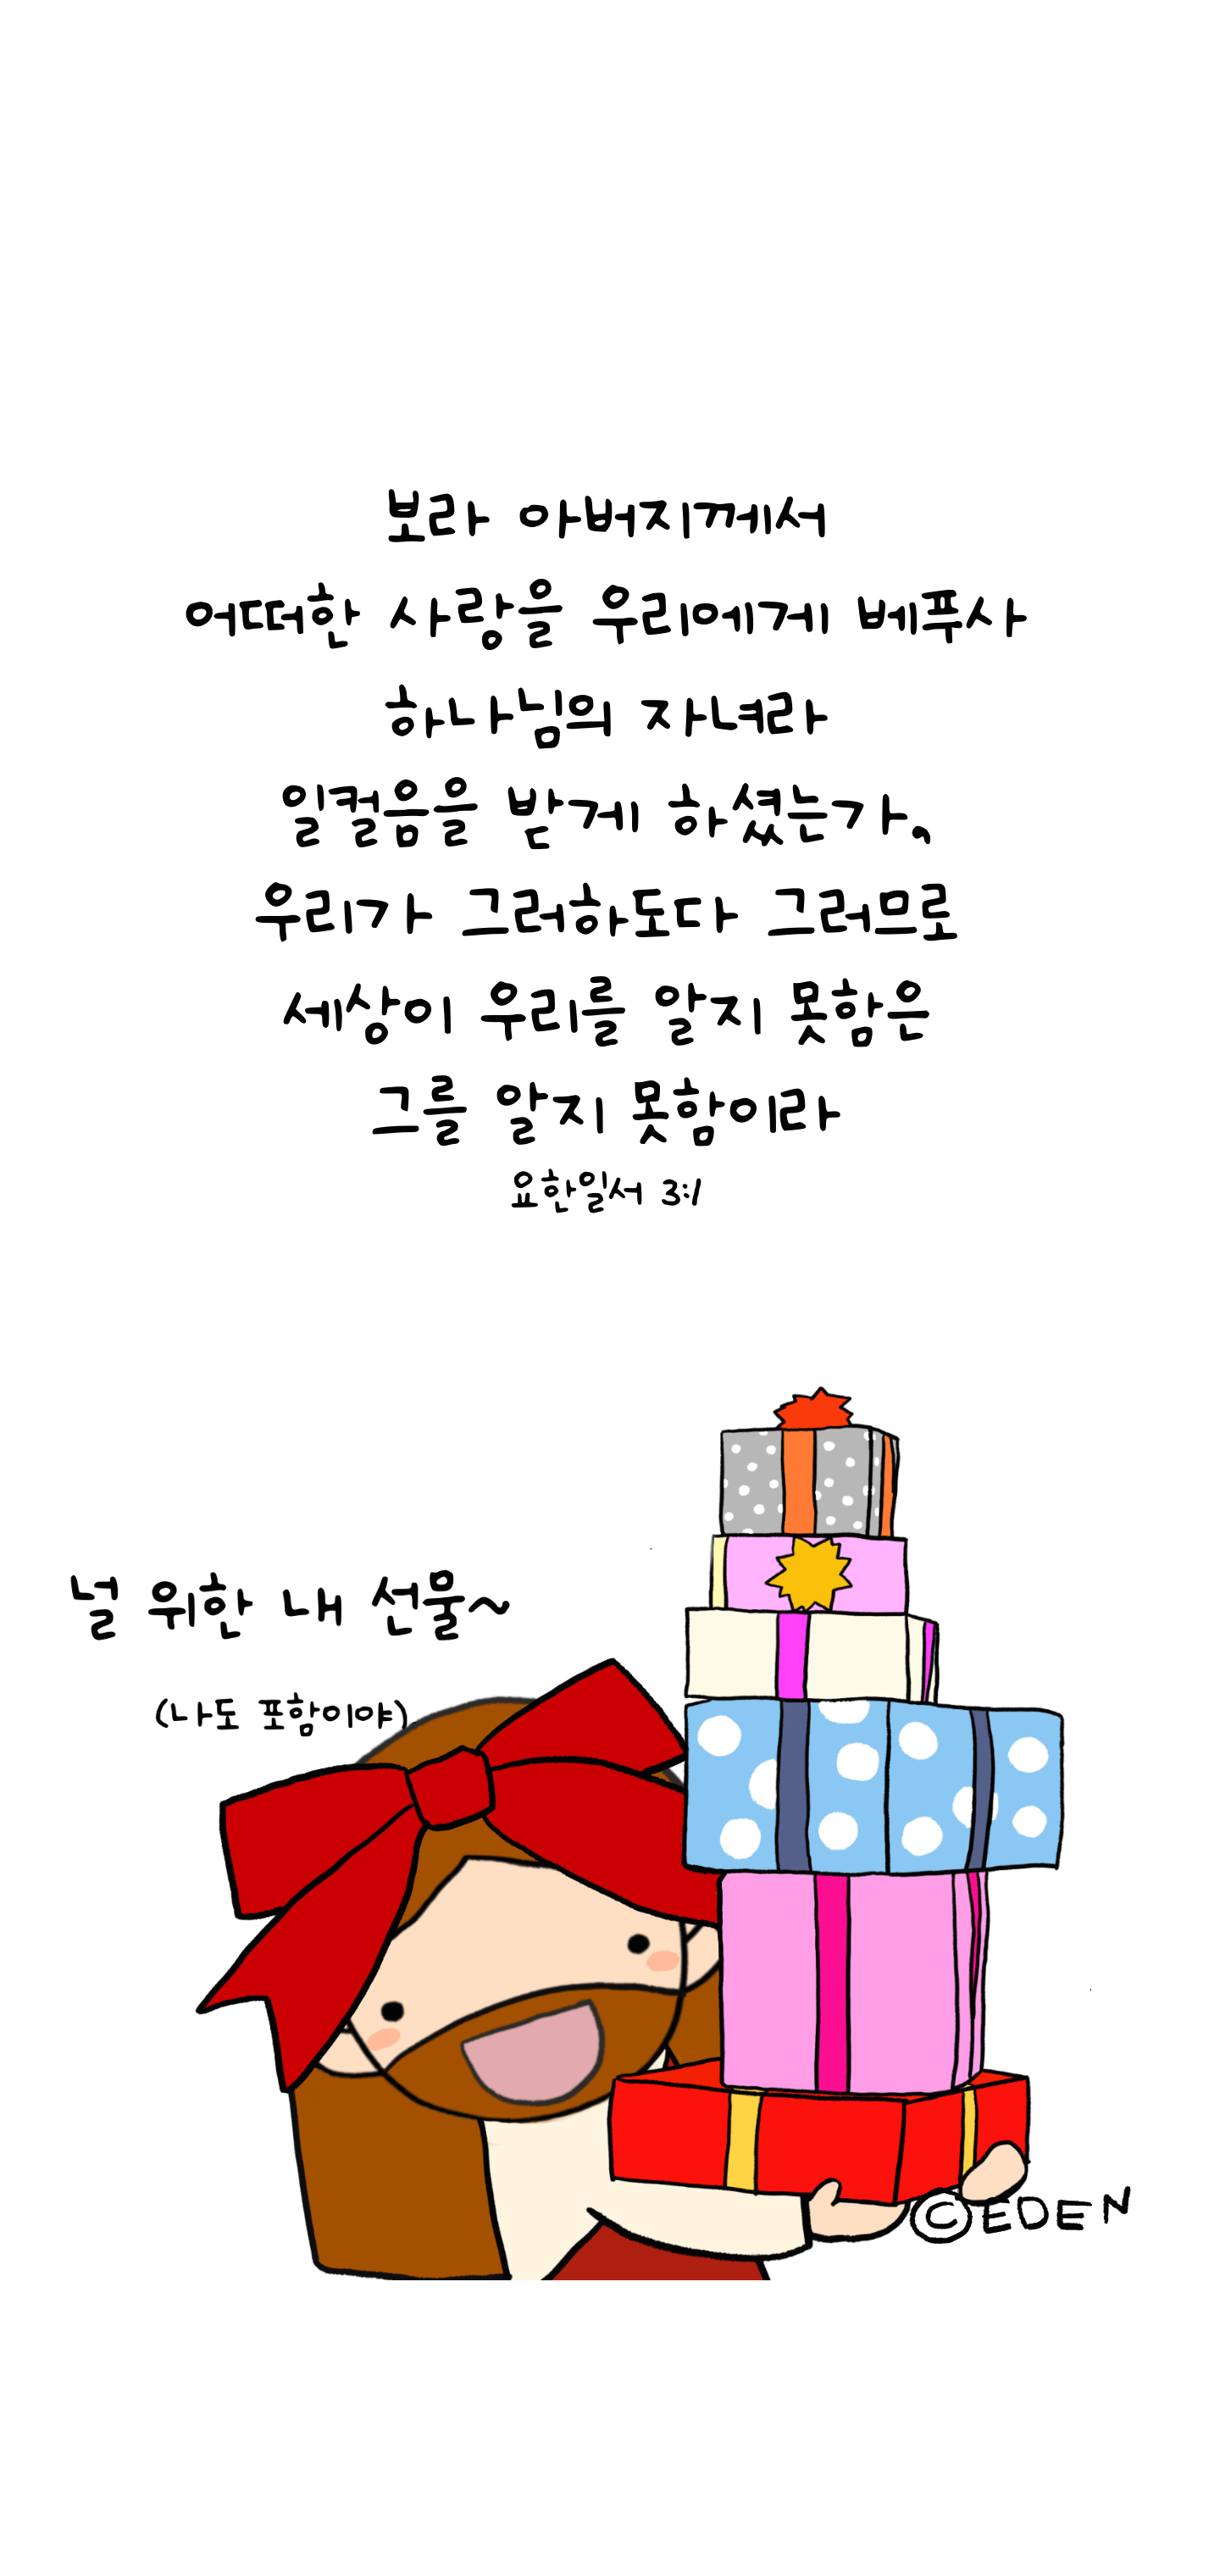 보라 아버지께서
어떠한 사랑을 우리에게 베푸사
하나님의 자녀라
일컬음을 받게 하셨는가,
우리가 그러하도다 그러므로
세상이 우리를 알지 못함은
그를 알지 못함이라
요한일서 3:1
널 위한 내 선물~
(나도 포함이야)
©EDEN